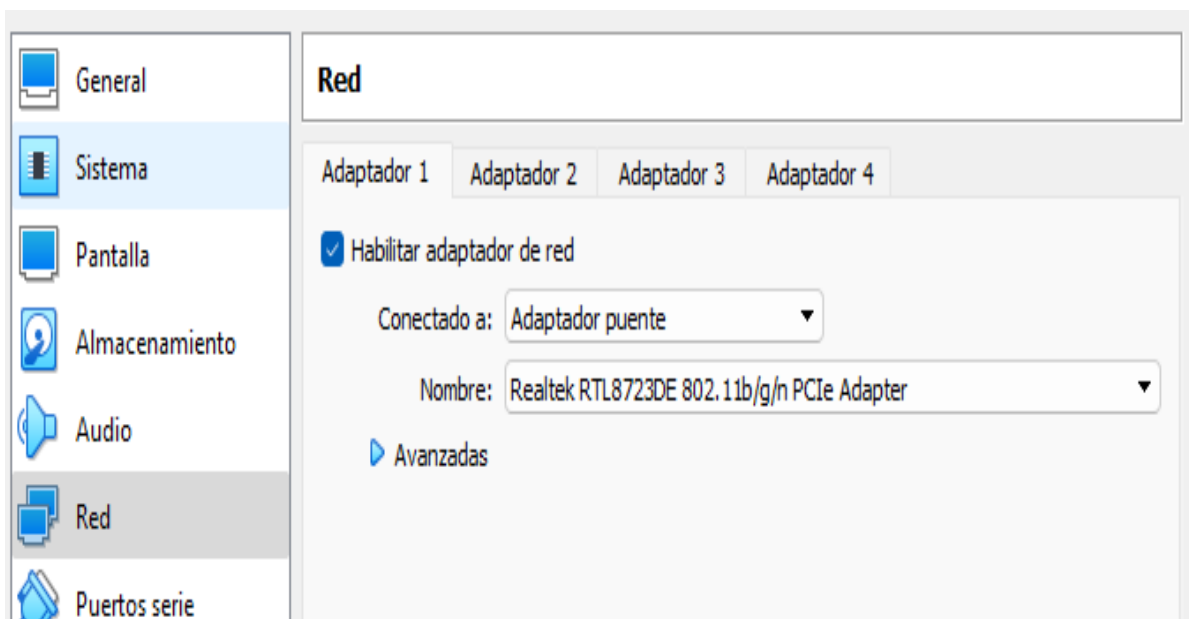 General
Sistema
Pantalla
Almacenamiento
Audio
Red
Puertos serie
Red
Adaptador 1 Adaptador 2 Adaptador 3 Adaptador 4
Habilitar adaptador de red
Conectado a: Adaptador puente
Nombre: Realtek RTL8723DE 802.11b/g/n PCIe Adapter
Avanzadas